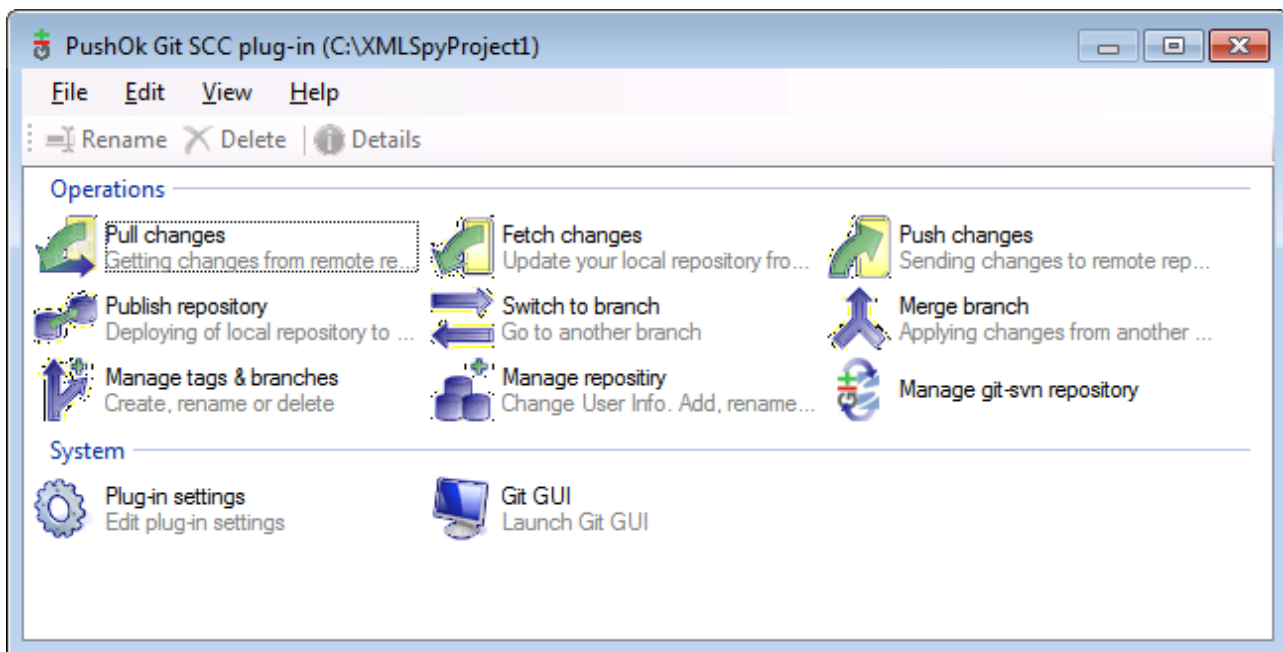 PushOk Git SCC plug-in (C:\XMLSpyProject1)
File Edit View Help
Rename Delete Details
Operations
Pull changes
Getting changes from remote re...
Fetch changes
Update your local repository fro...
Push changes
Sending changes to remote rep...
Publish repository
Deploying of local repository to ...
Switch to branch
Go to another branch
Merge branch
Applying changes from another ...
Manage tags & branches
Create, rename or delete
Manage repositiry
Change User Info. Add, rename...
Manage git-svn repository
System
Plug-in settings
Edit plug-in settings
Git GUI
Launch Git GUI